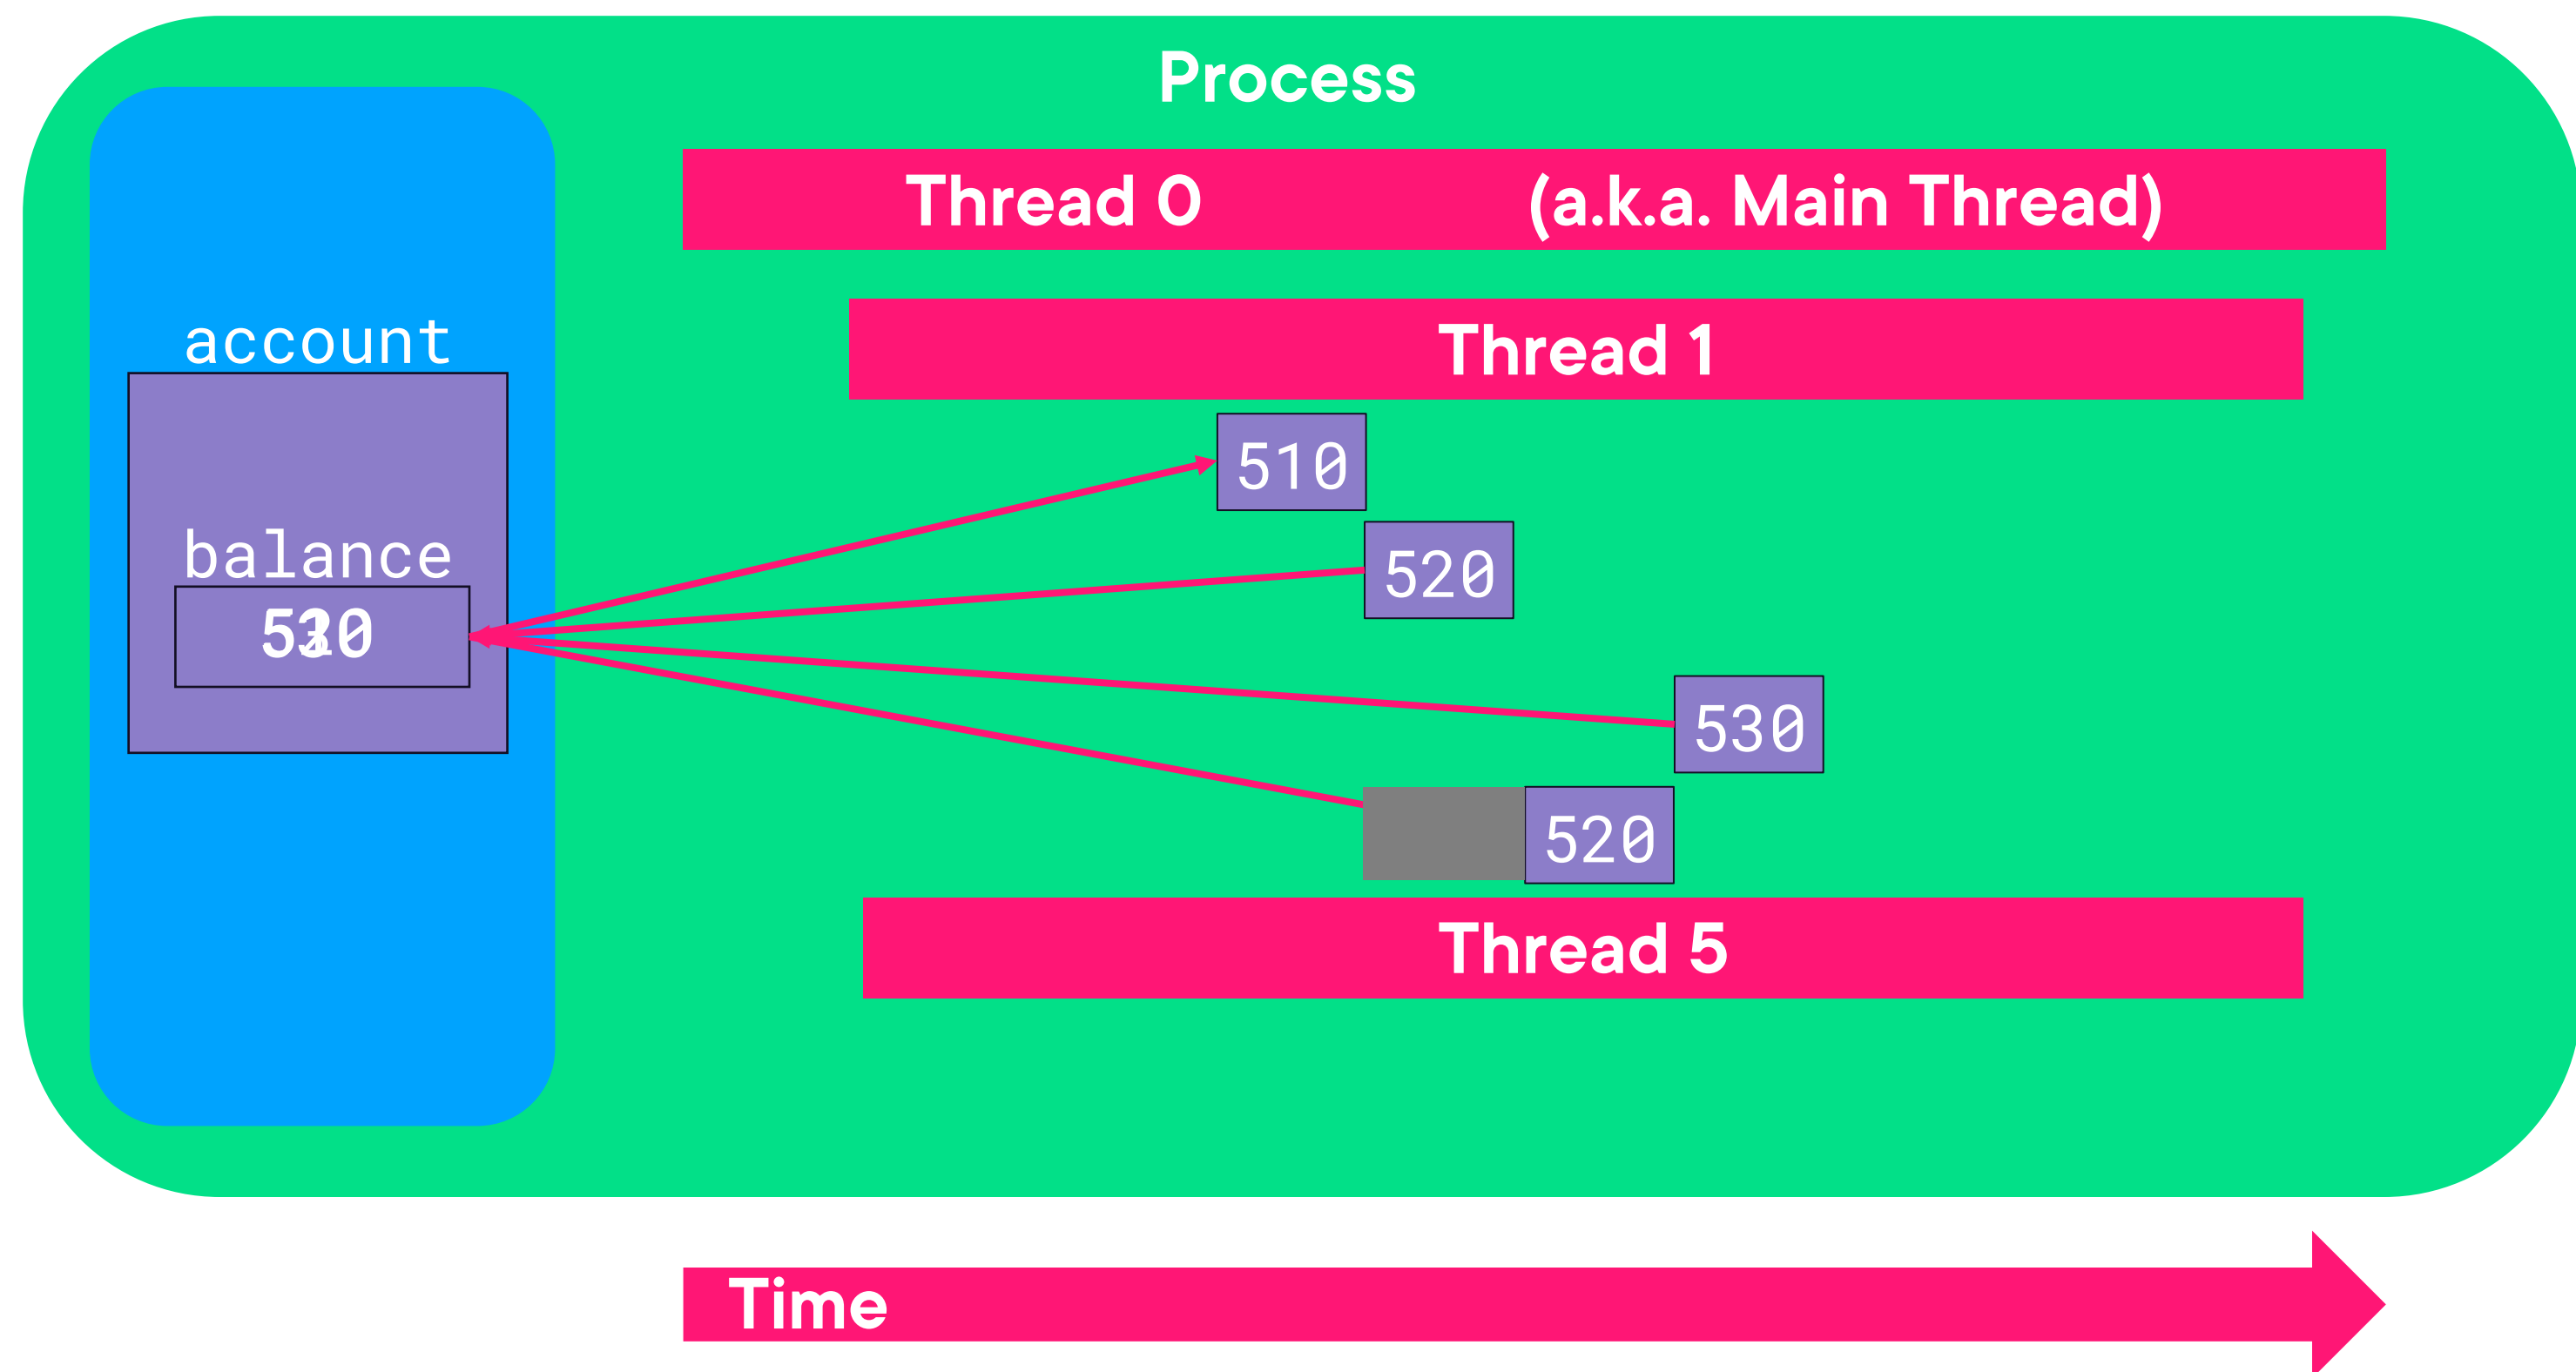 Process
Thread 0 (a.k.a. Main Thread)
Thread 1
account
510
balance
520
530
520
Thread 5
Time